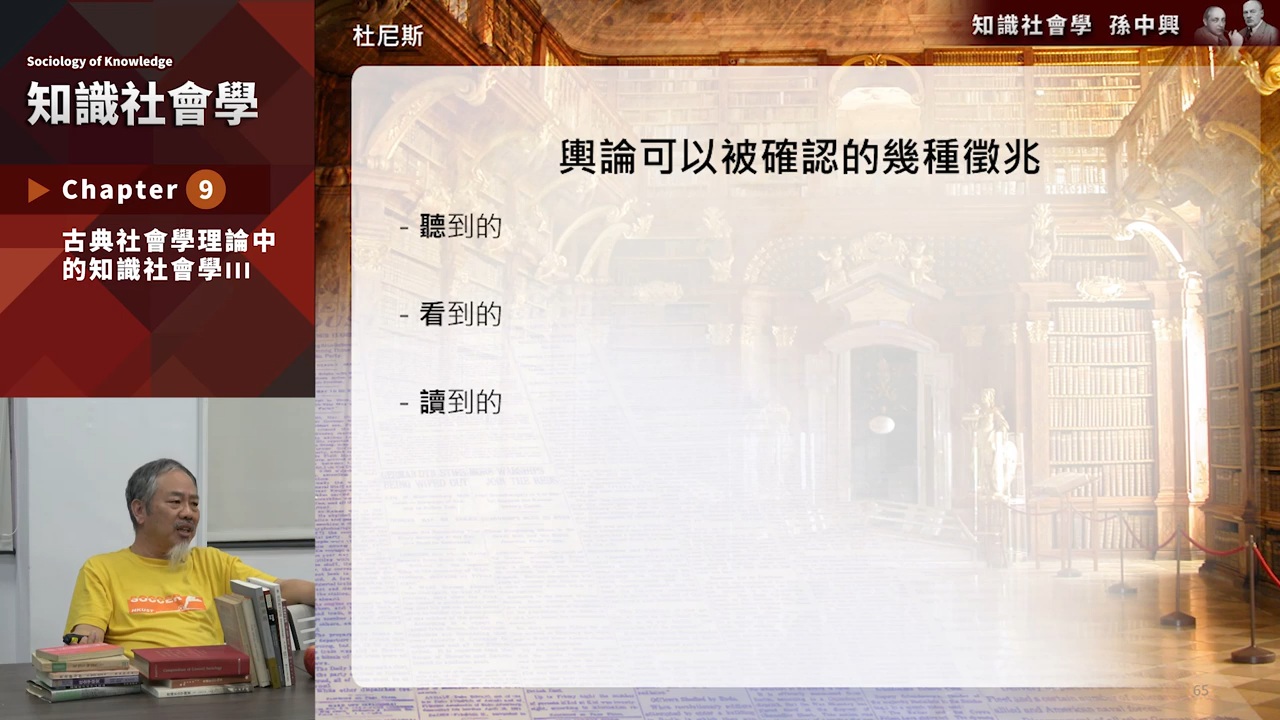 Sociology of Knowledge
知識社會學
Chapter 9
古典社會學理論中
的知識社會學III
杜尼斯
知識社會學 孫中興
輿論可以被確認的幾種徵兆
- 聽到的
- 看到的
- 讀到的
SOCCER
65